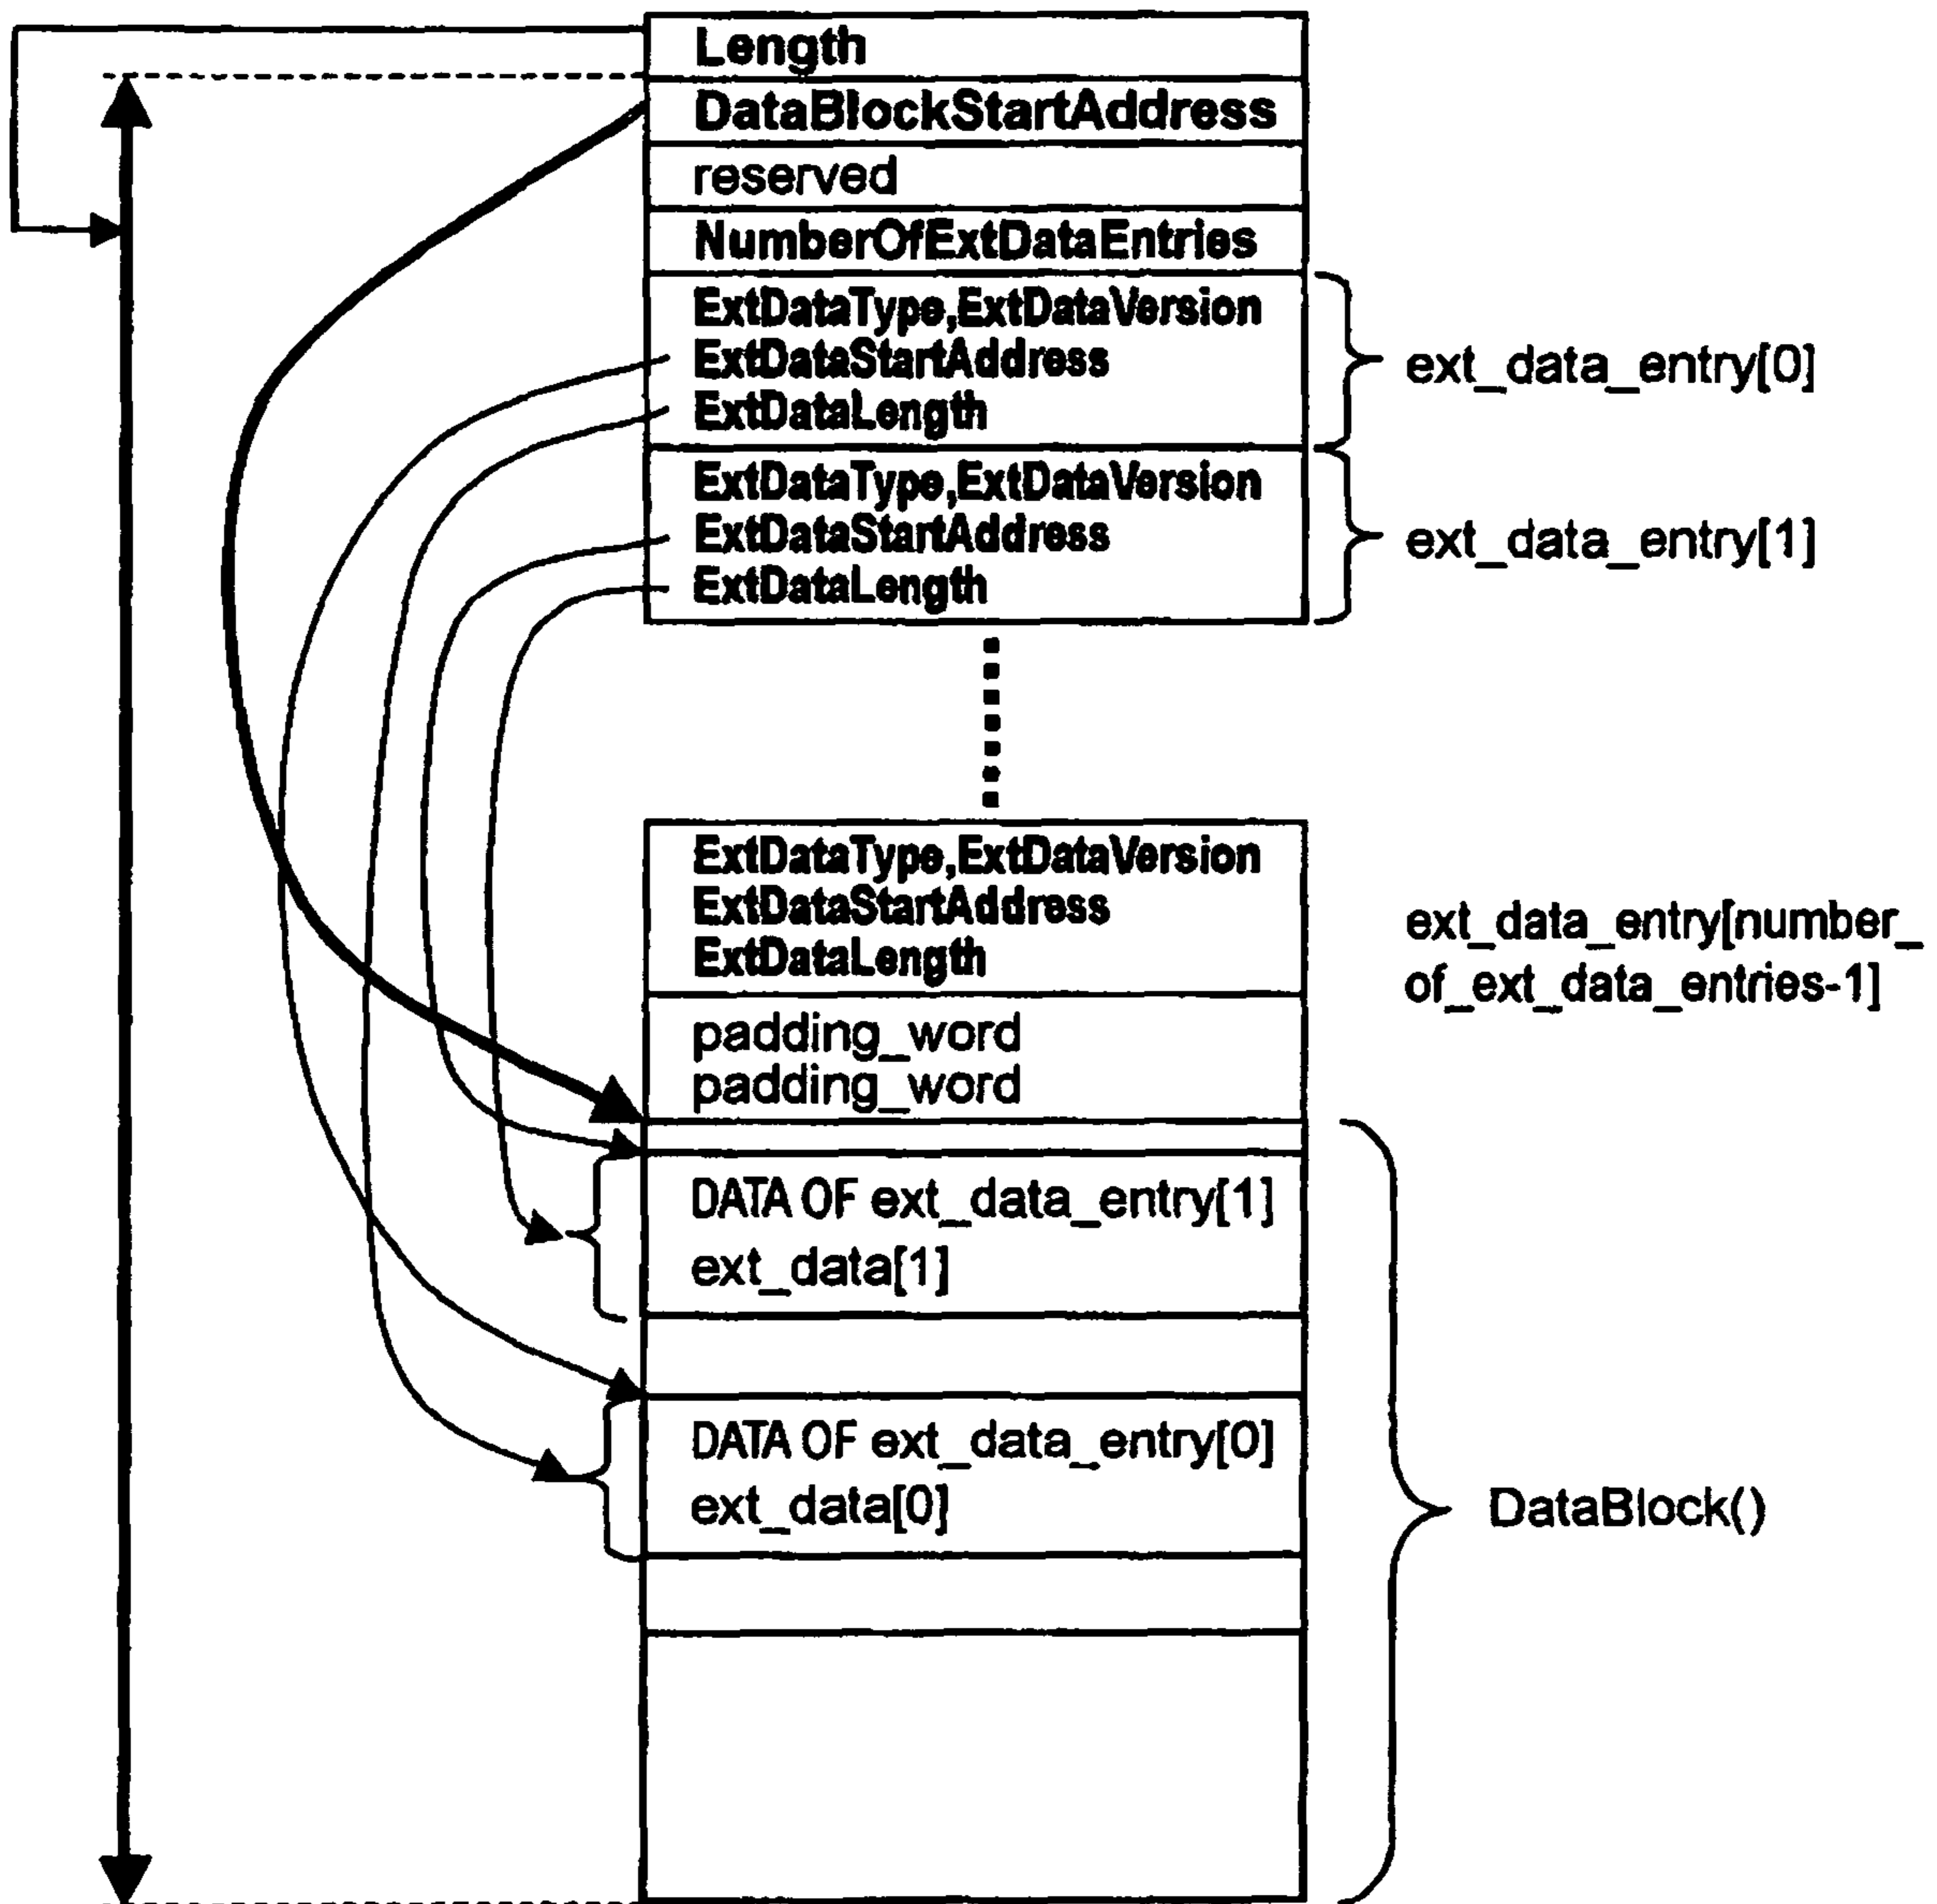 Length
DataBlockStartAddress
reserved
NumberOfExtDataEntries
ExtDataType,ExtDataVersion
ExtDataStartAddress
ExtDataLength
ext_data_entry[0]
ExtDataType,ExtDataVersion
ExtDataStartAddress
ExtDataLength
ext_data_entry[1]
ExtDataType,ExtDataVersion
ExtDataStartAddress
ExtDataLength
ext_data_entry[number_
of_ext_data_entries-1]
padding_word
padding_word
DATA OF ext_data_entry[1]
ext_data[1]
DATA OF ext_data_entry[0]
ext_data[0]
DataBlock()